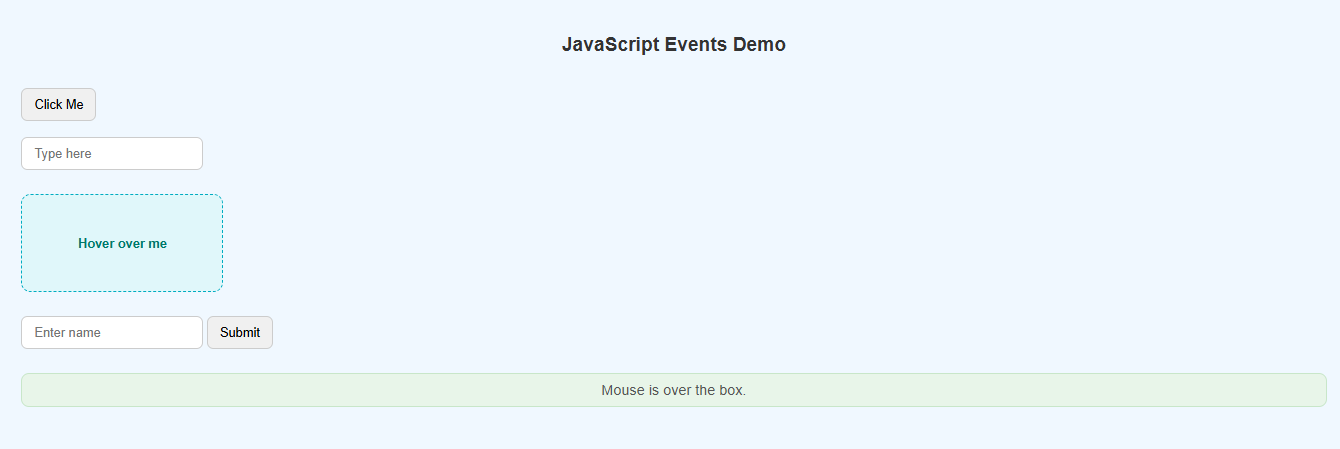 JavaScript Events Demo
Click Me
Type here
Hover over me
Enter name Submit
Mouse is over the box.